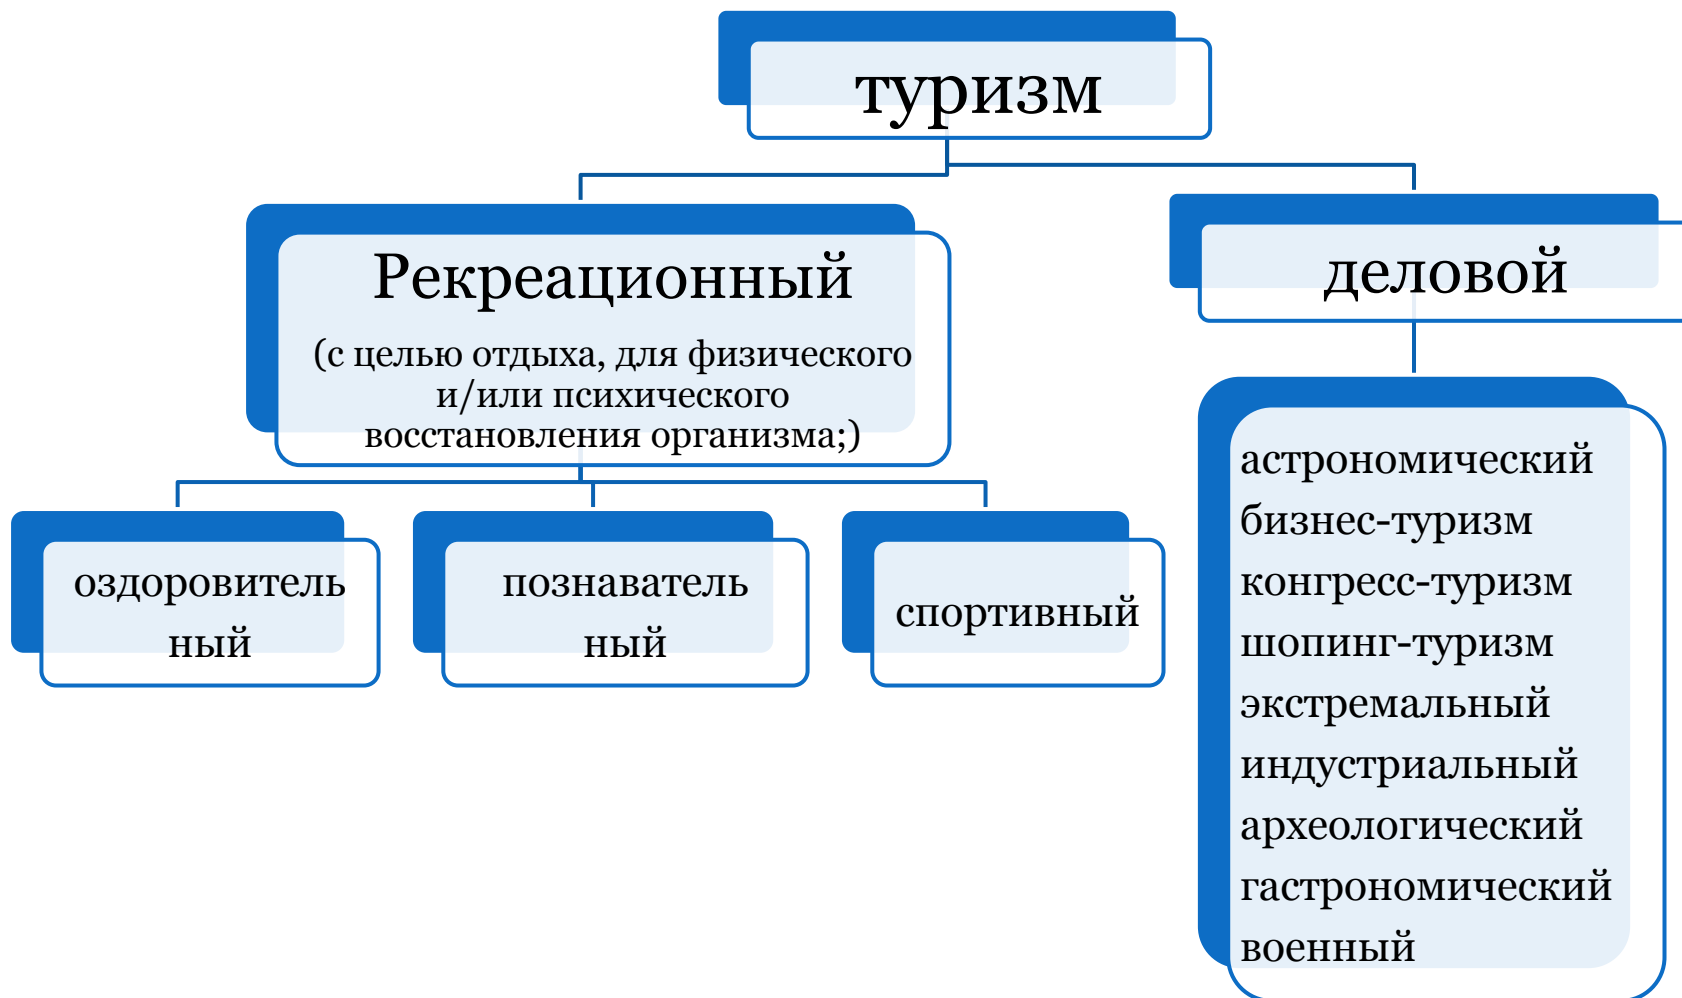 туризм
Рекреационный
(с целью отдыха, для физического
и/или психического
восстановления организма;)
деловой
оздоровитель
ный
познаватель
ный
спортивный
астрономический
бизнес-туризм
конгресс-туризм
шопинг-туризм
экстремальный
индустриальный
археологический
гастрономический
военный